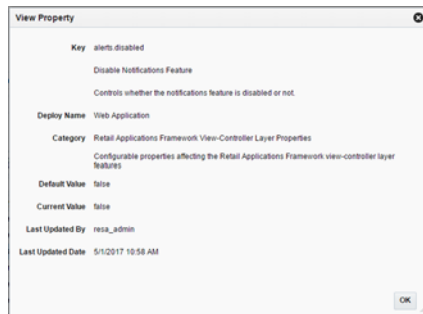 View Property
Key alerts.disabled
Disable Notifications Feature
Controls whether the notifications feature is disabled or not.
Deploy Name Web Application
Category Retail Applications Framework View-Controller Layer Properties
Configurable properties affecting the Retail Applications Framework view-controller layer
features
Default Value false
Current Value false
Last Updated By resa_admin
Last Updated Date 5/1/2017 10:58 AM
OK